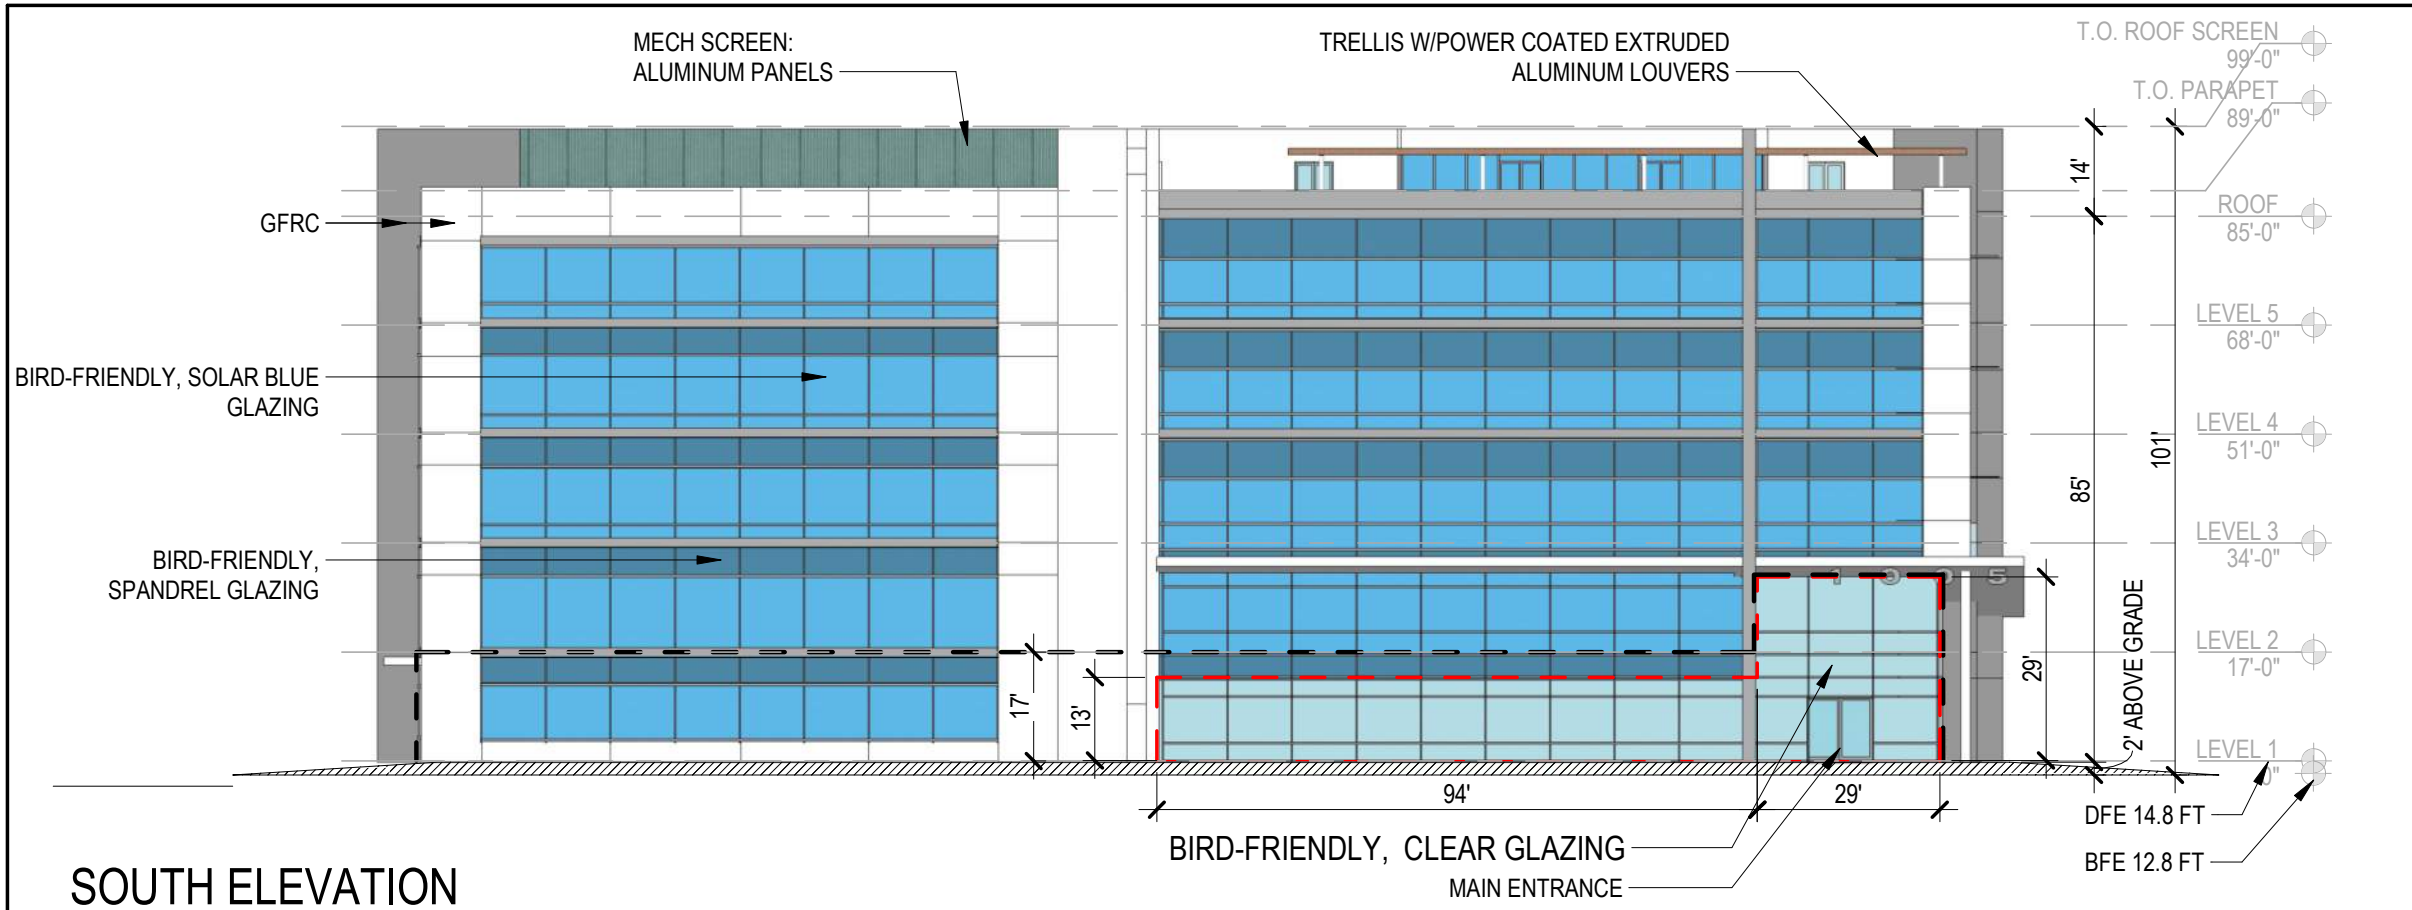 MECH SCREEN:
ALUMINUM PANELS
TRELLIS W/POWER COATED EXTRUDED
ALUMINUM LOUVERS
T.O. ROOF SCREEN
99'-0"
T.O. PARAPET
89'-0"
14'
GFRC
ROOF
85'-0"
LEVEL 5
68'-0"
BIRD-FRIENDLY, SOLAR BLUE
GLAZING
LEVEL 4
51'-0"
101'
85'
BIRD-FRIENDLY,
SPANDREL GLAZING
LEVEL 3
34'-0"
LEVEL 2
17'-0"
29'
2' ABOVE GRADE
17'
13'
LEVEL 1
0"
94'
29'
DFE 14.8 FT
BIRD-FRIENDLY, CLEAR GLAZING
BFE 12.8 FT
MAIN ENTRANCE
SOUTH ELEVATION